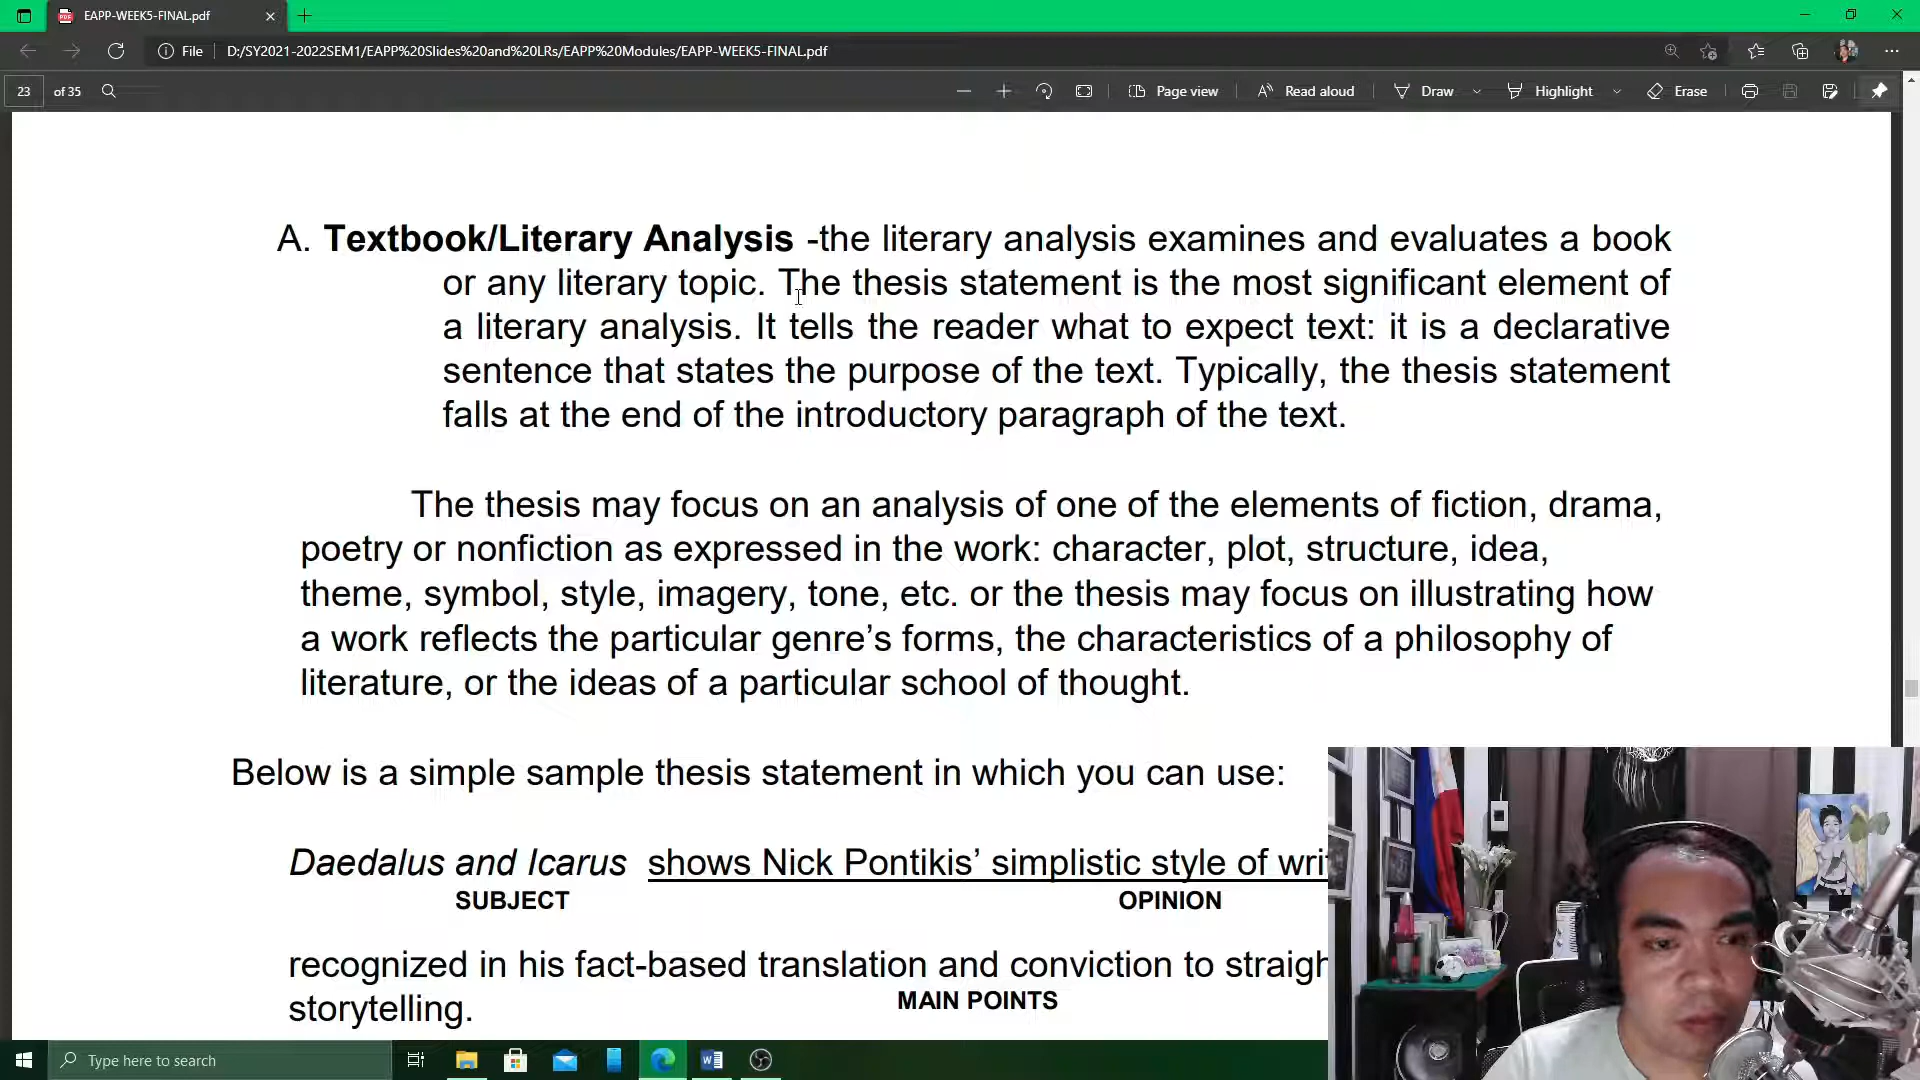 EAPP-WEEK5-FINAL.pdf
File D:/SY2021-2022SEM1/EAPP%20Slides%20and%20LRs/EAPP%20Modules/EAPP-WEEK5-FINAL.pdf
23 of 35 Page view Read aloud Draw Highlight Erase
A. Textbook/Literary Analysis -the literary analysis examines and evaluates a book
or any literary topic. The thesis statement is the most significant element of
a literary analysis. It tells the reader what to expect text: it is a declarative
sentence that states the purpose of the text. Typically, the thesis statement
falls at the end of the introductory paragraph of the text.
The thesis may focus on an analysis of one of the elements of fiction, drama,
poetry or nonfiction as expressed in the work: character, plot, structure, idea,
theme, symbol, style, imagery, tone, etc. or the thesis may focus on illustrating how
a work reflects the particular genre’s forms, the characteristics of a philosophy of
literature, or the ideas of a particular school of thought.
Below is a simple sample thesis statement in which you can use:
Daedalus and Icarus shows Nick Pontikis’ simplistic style of
SUBJECT OPINION
recognized in his fact-based translation and conviction to
storytelling. MAIN POINTS
Type here to search